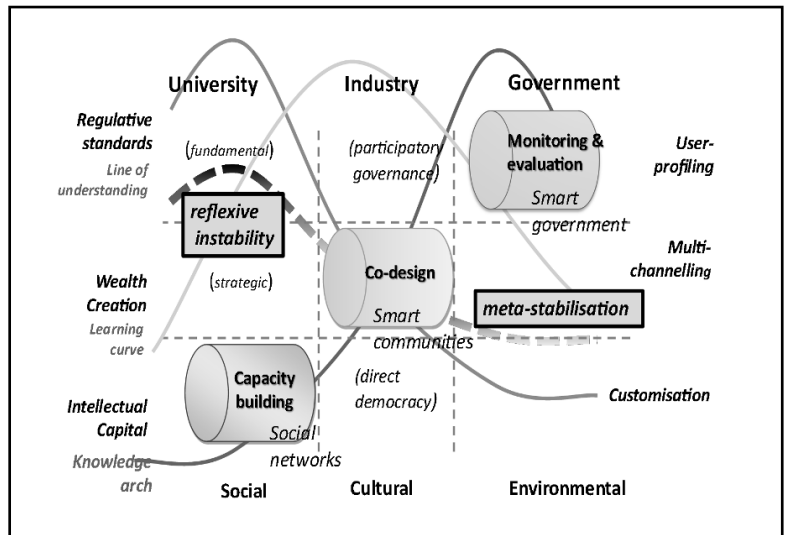 University
Industry
Government
Regulative
standards
Line of
understanding
(fundamental)
(participatory
governance)
Monitoring &
evaluation
Smart
government
User-
profiling
reflexive
instability
Co-design
Smart
communities
Multi-
channelling
Wealth
Creation
Learning
curve
(strategic)
meta-stabilisation
Capacity
building
Social
networks
(direct
democracy)
Customisation
Intellectual
Capital
Knowledge
arch
Social
Cultural
Environmental